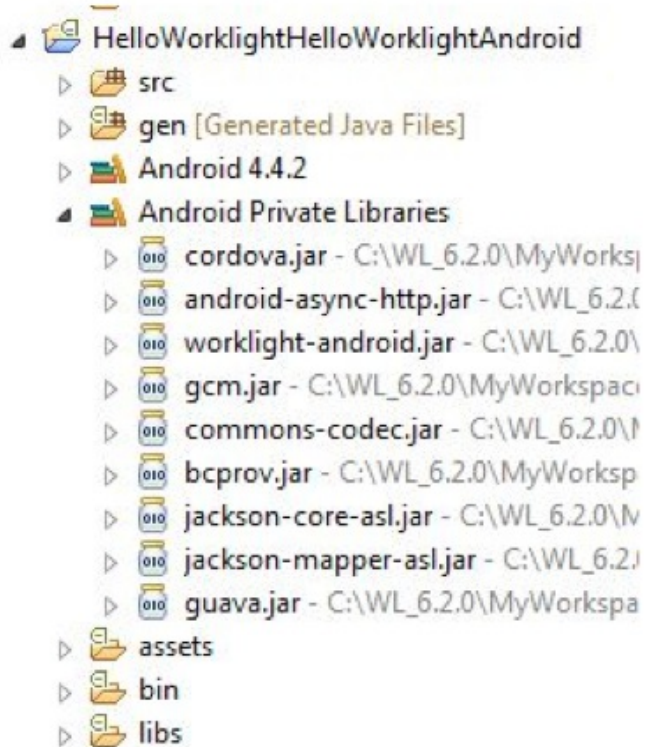 HelloWorklightHelloWorklightAndroid
src
gen [Generated Java Files]
Android 4.4.2
Android Private Libraries
cordova.jar - C:\WL_6.2.0\MyWorksp
android-async-http.jar - C:\WL_6.2.0
worklight-android.jar - C:\WL_6.2.0\
gcm.jar - C:\WL_6.2.0\MyWorkspac
commons-codec.jar - C:\WL_6.2.0\
bcprov.jar - C:\WL_6.2.0\MyWorksp
jackson-core-asl.jar - C:\WL_6.2.0\M
jackson-mapper-asl.jar - C:\WL_6.2.
guava.jar - C:\WL_6.2.0\MyWorkspa
assets
bin
libs